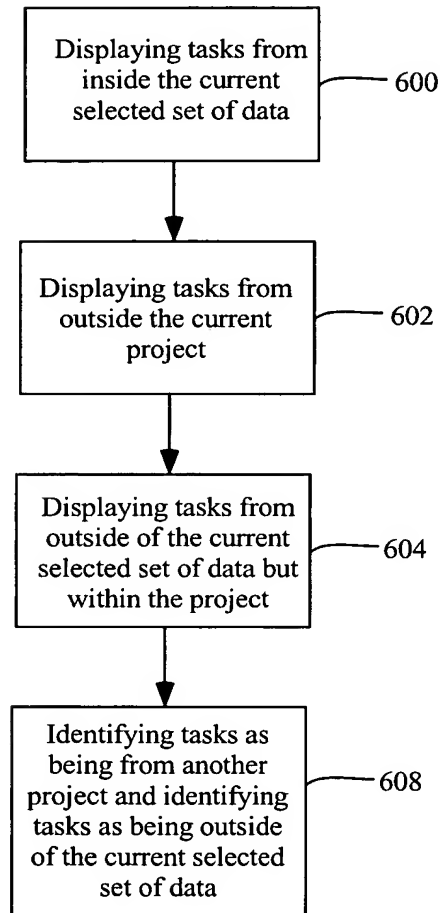 Displaying tasks from
inside the current
selected set of data
600
Displaying tasks from
outside the current
project
602
Displaying tasks from
outside of the current
selected set of data but
within the project
604
Identifying tasks as
being from another
project and identifying
tasks as being outside
of the current selected
set of data
608